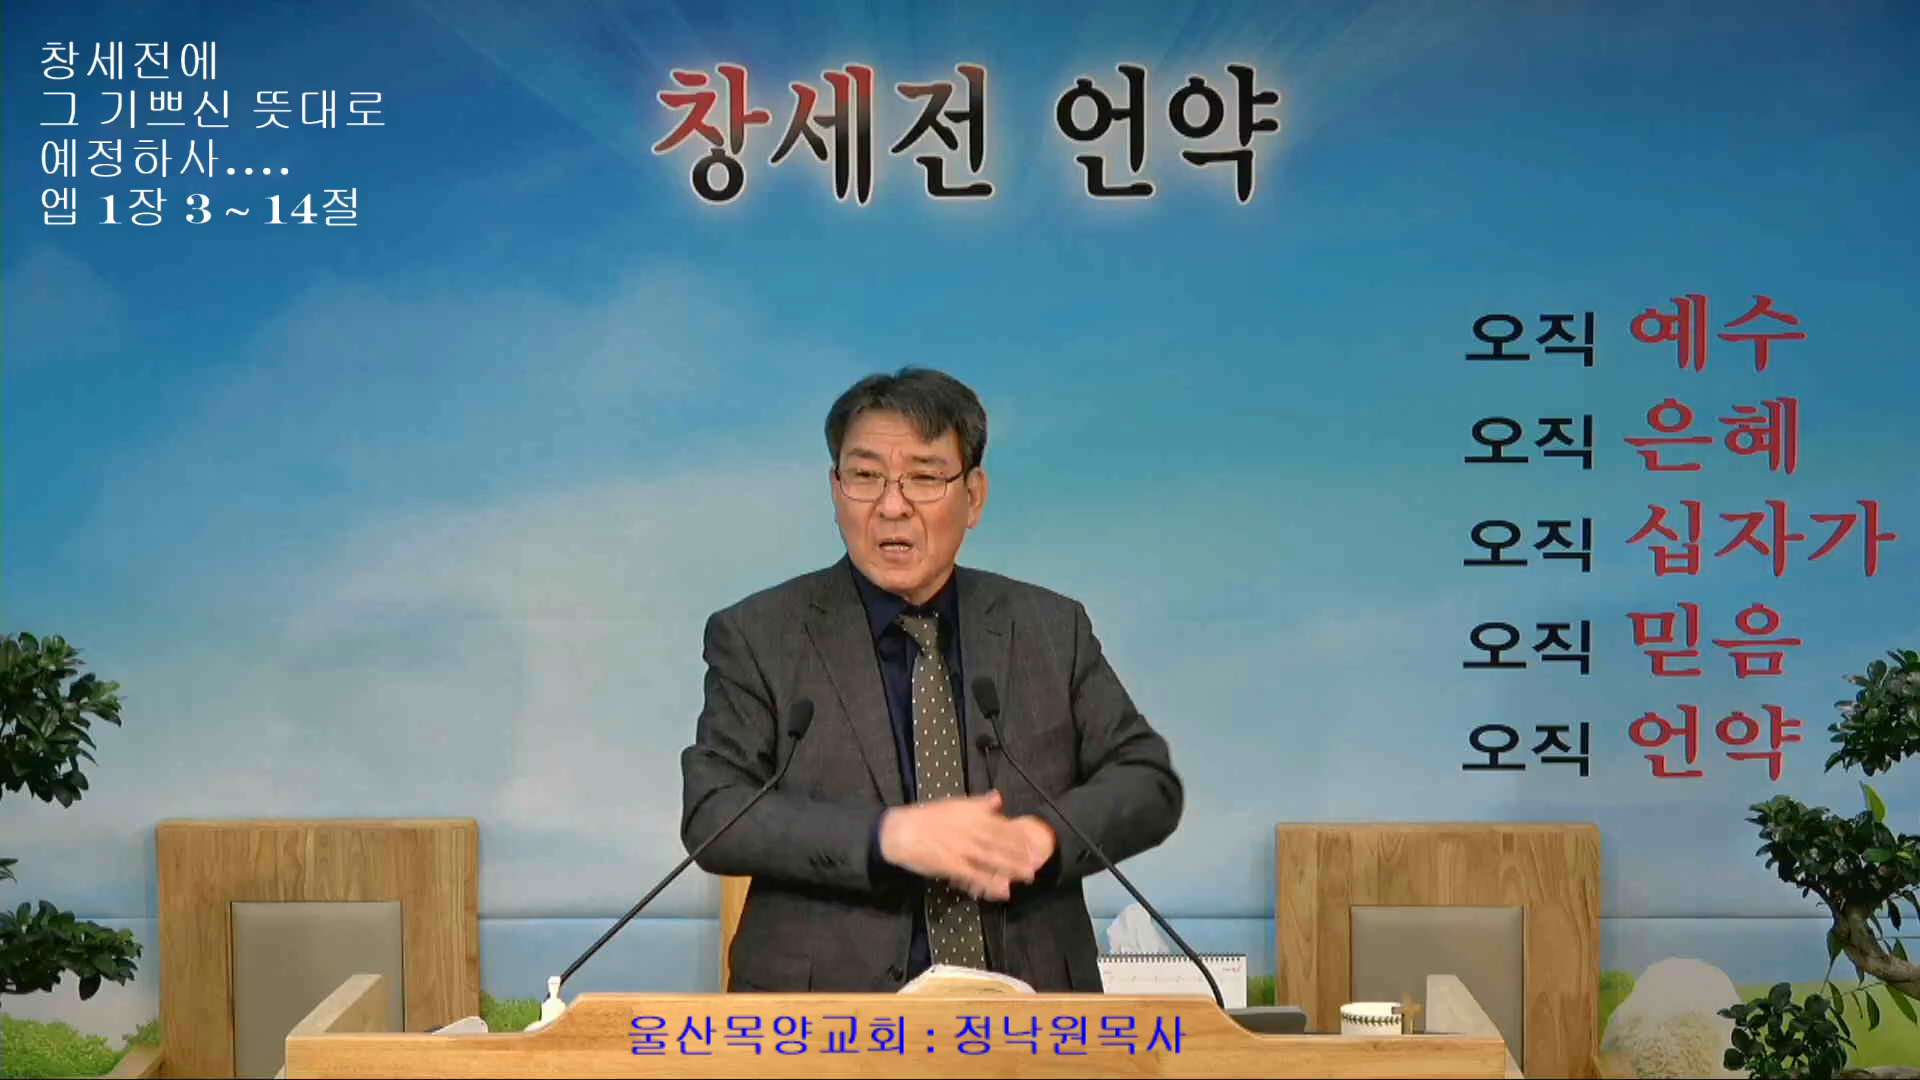 창세전에
그 기쁘신 뜻대로
예정하사....
엡 1장 3 ~ 14절
창세전 언약
오직 예수
오직 은혜
오직 십자가
오직 믿음
오직 언약
울산목양교회 : 정낙원목사